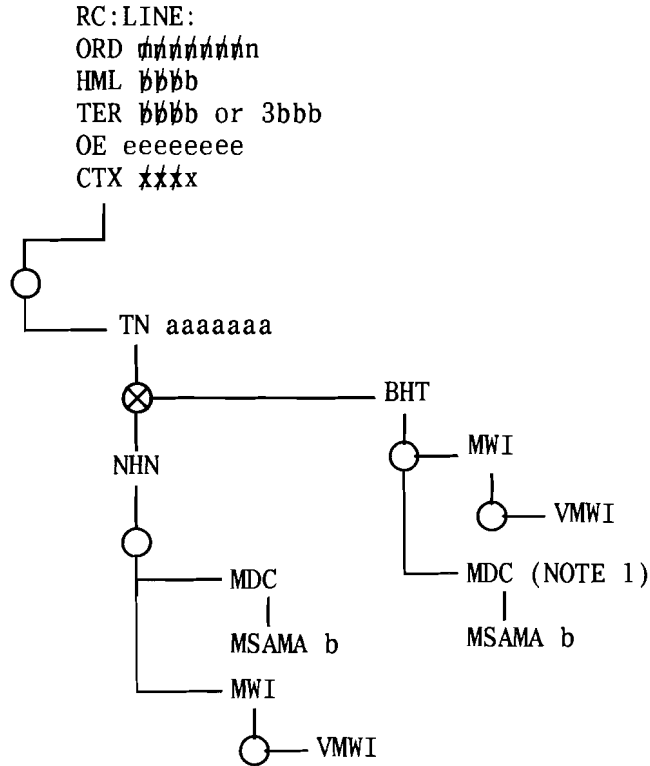 RC:LINE:
ORD nnnnnnnn
HML bbbb
TER bbbb or 3bbb
OE eeeeeeee
CTX xxxx
TN aaaaaaa
BHT
MWI
NHN
VMWI
MDC
MDC (NOTE 1)
MSAMA b
MSAMA b
MWI
VMWI